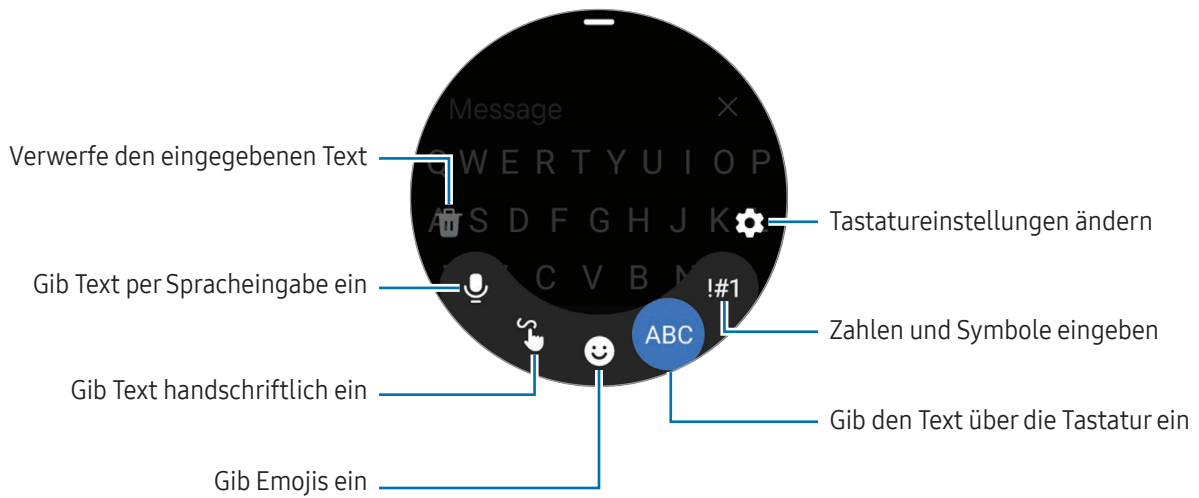 Message
Q W E R T Y U I O P
Verwerfe den eingegebenen Text
A S D F G H J K
Tastatureinstellungen ändern
Gib Text per Spracheingabe ein
C V B N
!#1
Zahlen und Symbole eingeben
ABC
Gib Text handschriftlich ein
Gib den Text über die Tastatur ein
Gib Emojis ein